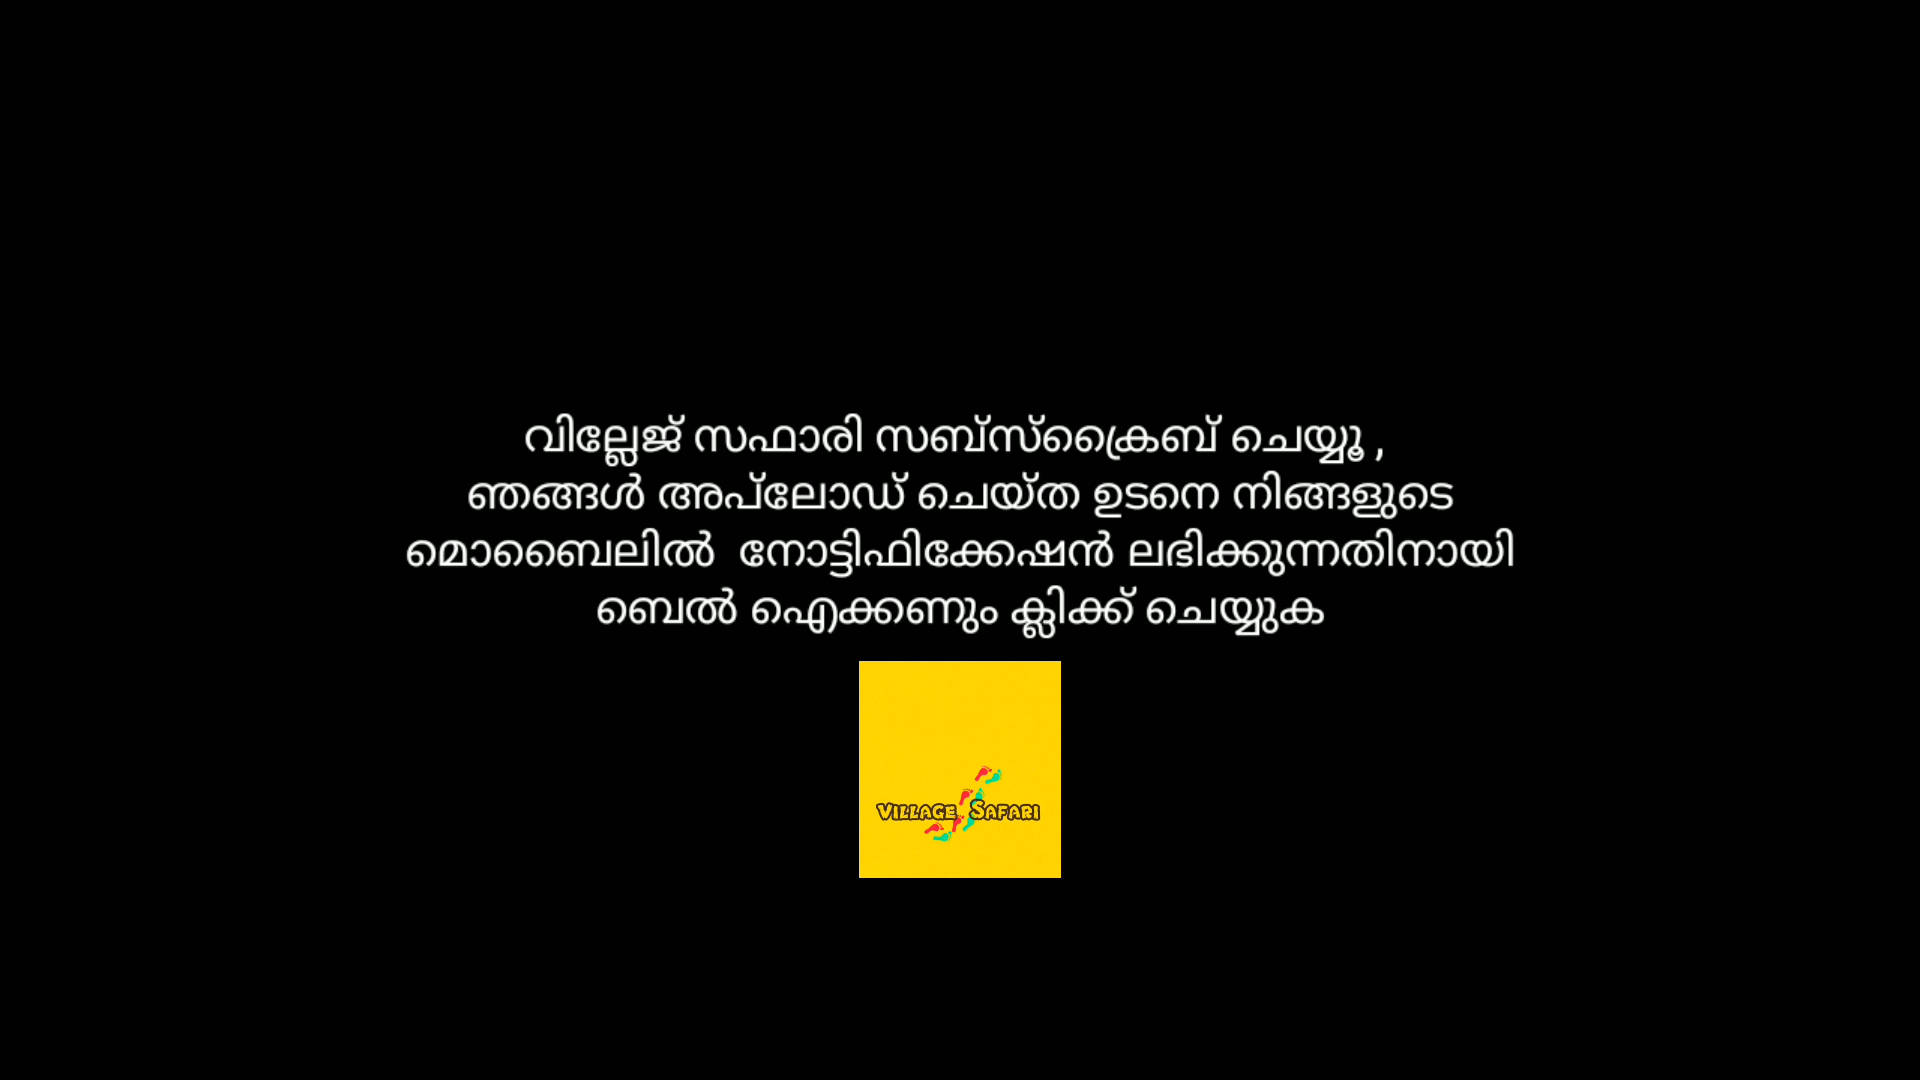 വില്ലേജ് സഫാരി സബ്സ്ക്രൈബ് ചെയ്യൂ ,
ഞങ്ങൾ അപ്‌ലോഡ് ചെയ്ത ഉടനെ നിങ്ങളുടെ
മൊബൈലിൽ  നോട്ടിഫിക്കേഷൻ ലഭിക്കുന്നതിനായി
ബെൽ ഐക്കണും ക്ലിക്ക് ചെയ്യുക
VILLAGE SAFARI